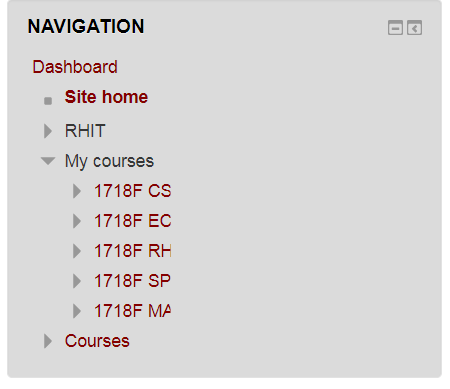 NAVIGATION
Dashboard
Site home
RHIT
My courses
1718F CS
1718F EC
1718F RH
1718F SP
1718F MA
Courses